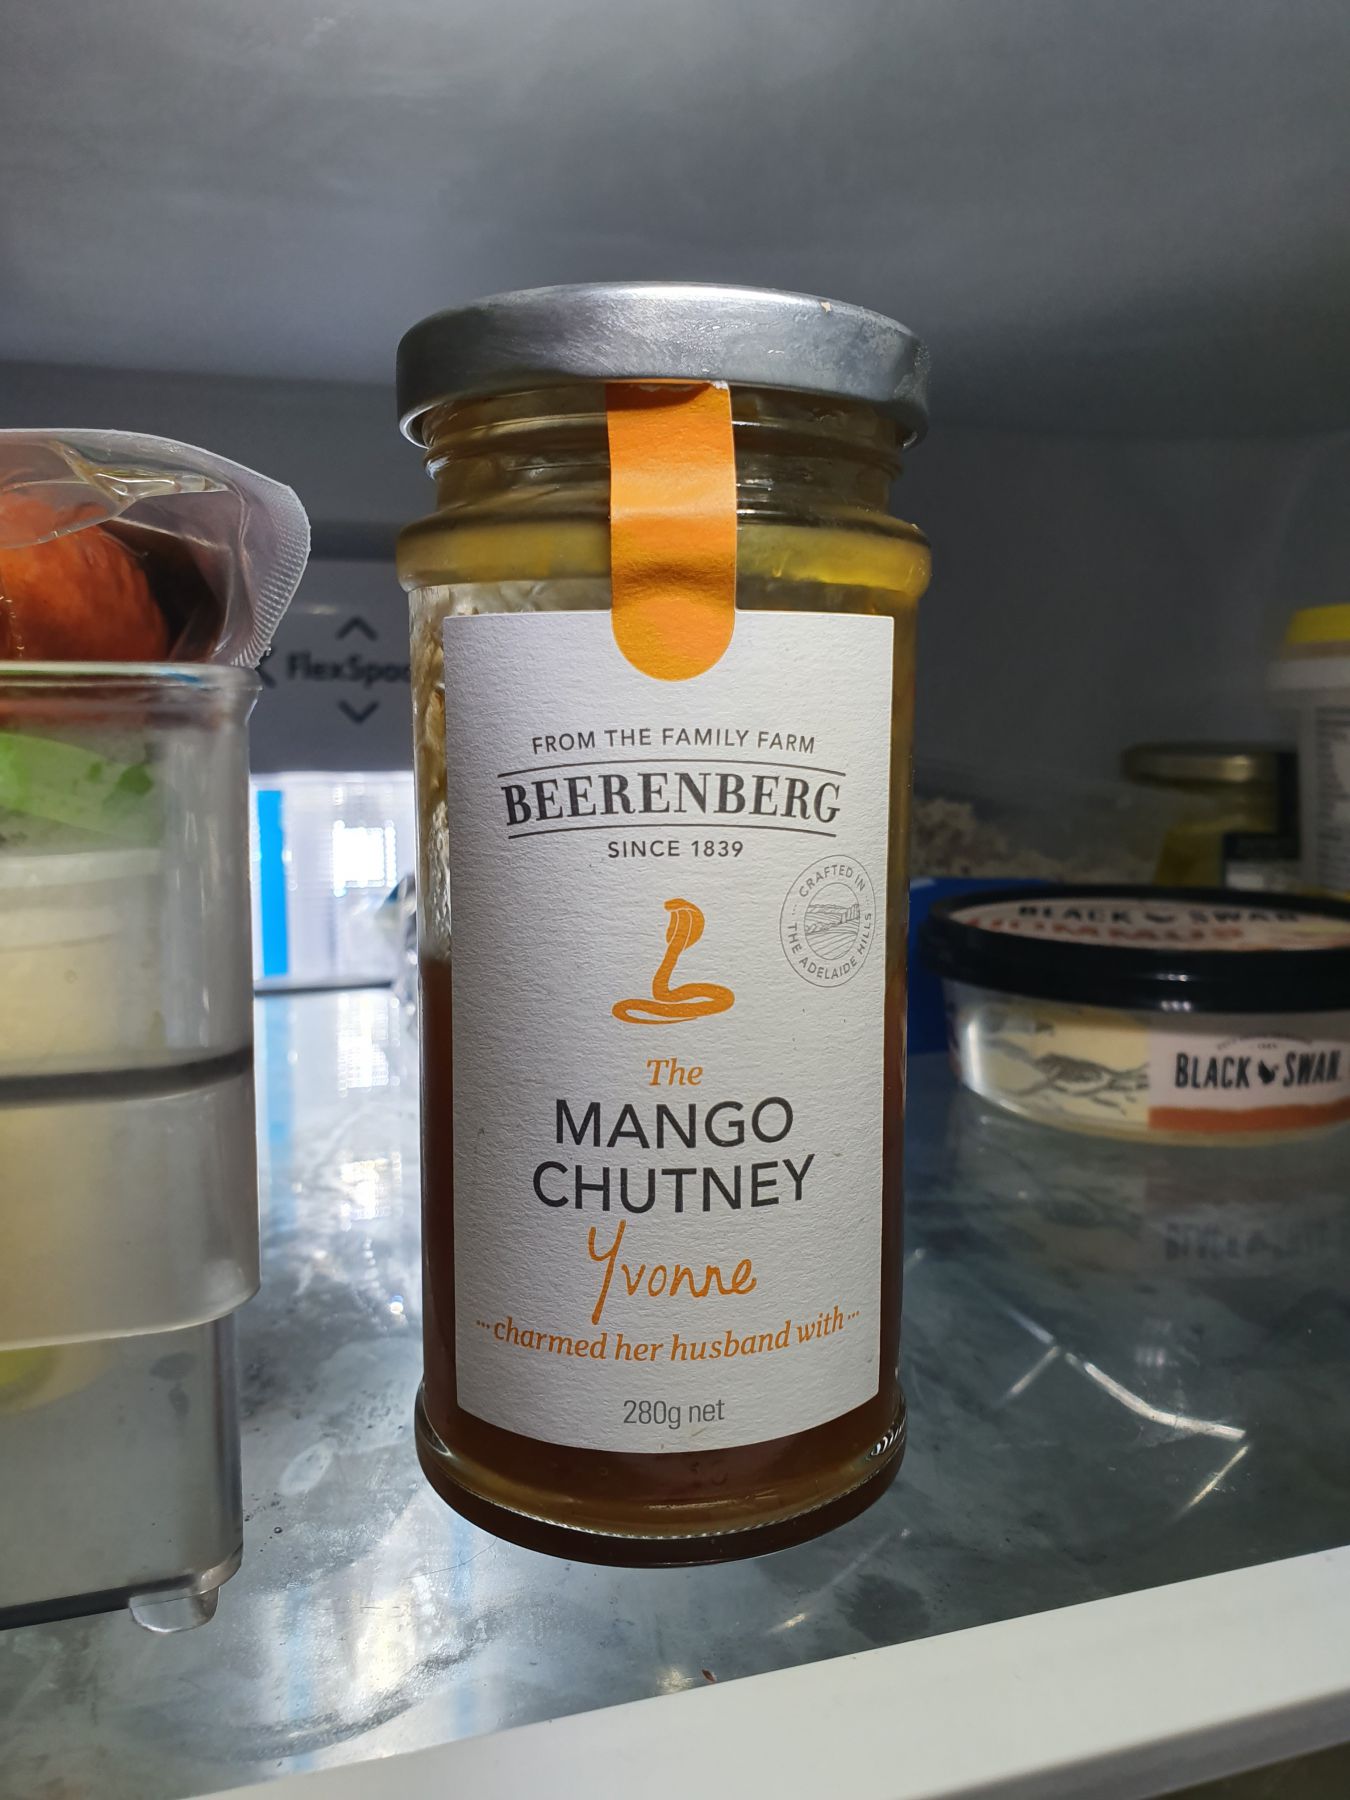 FROM THE FAMILY FARM
BEERENBERG
SINCE 1839
CRAFTED IN
THE ADELAIDE HILLS
The
MANGO
CHUTNEY
Yvonne
...charmed her husband with...
280g net
BLACK SWAN
HOMMUS
BLACK SWAN